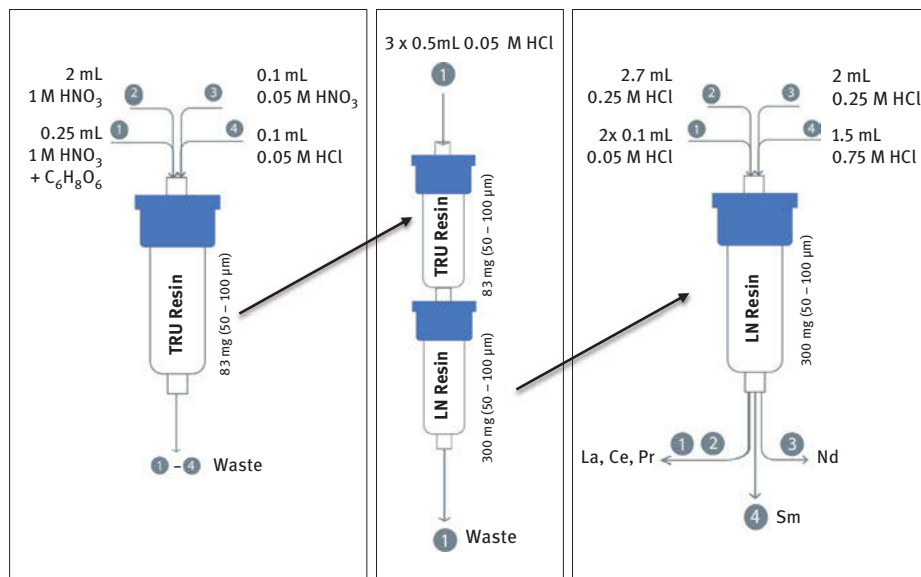 2 mL
1 M HNO₃
2
3
0.1 mL
0.05 M HNO₃
0.25 mL
1 M HNO₃
+ C₆H₈O₆
1
4
0.1 mL
0.05 M HCl
TRU Resin
83 mg (50 – 100 µm)
1 – 4 Waste
3 x 0.5mL 0.05 M HCl
1
TRU Resin
83 mg (50 – 100 µm)
LN Resin
300 mg (50 – 100 µm)
1 Waste
2.7 mL
0.25 M HCl
2
3
2 mL
0.25 M HCl
2x 0.1 mL
0.05 M HCl
1
4
1.5 mL
0.75 M HCl
LN Resin
300 mg (50 – 100 µm)
La, Ce, Pr
1 2
3 Nd
4 Sm